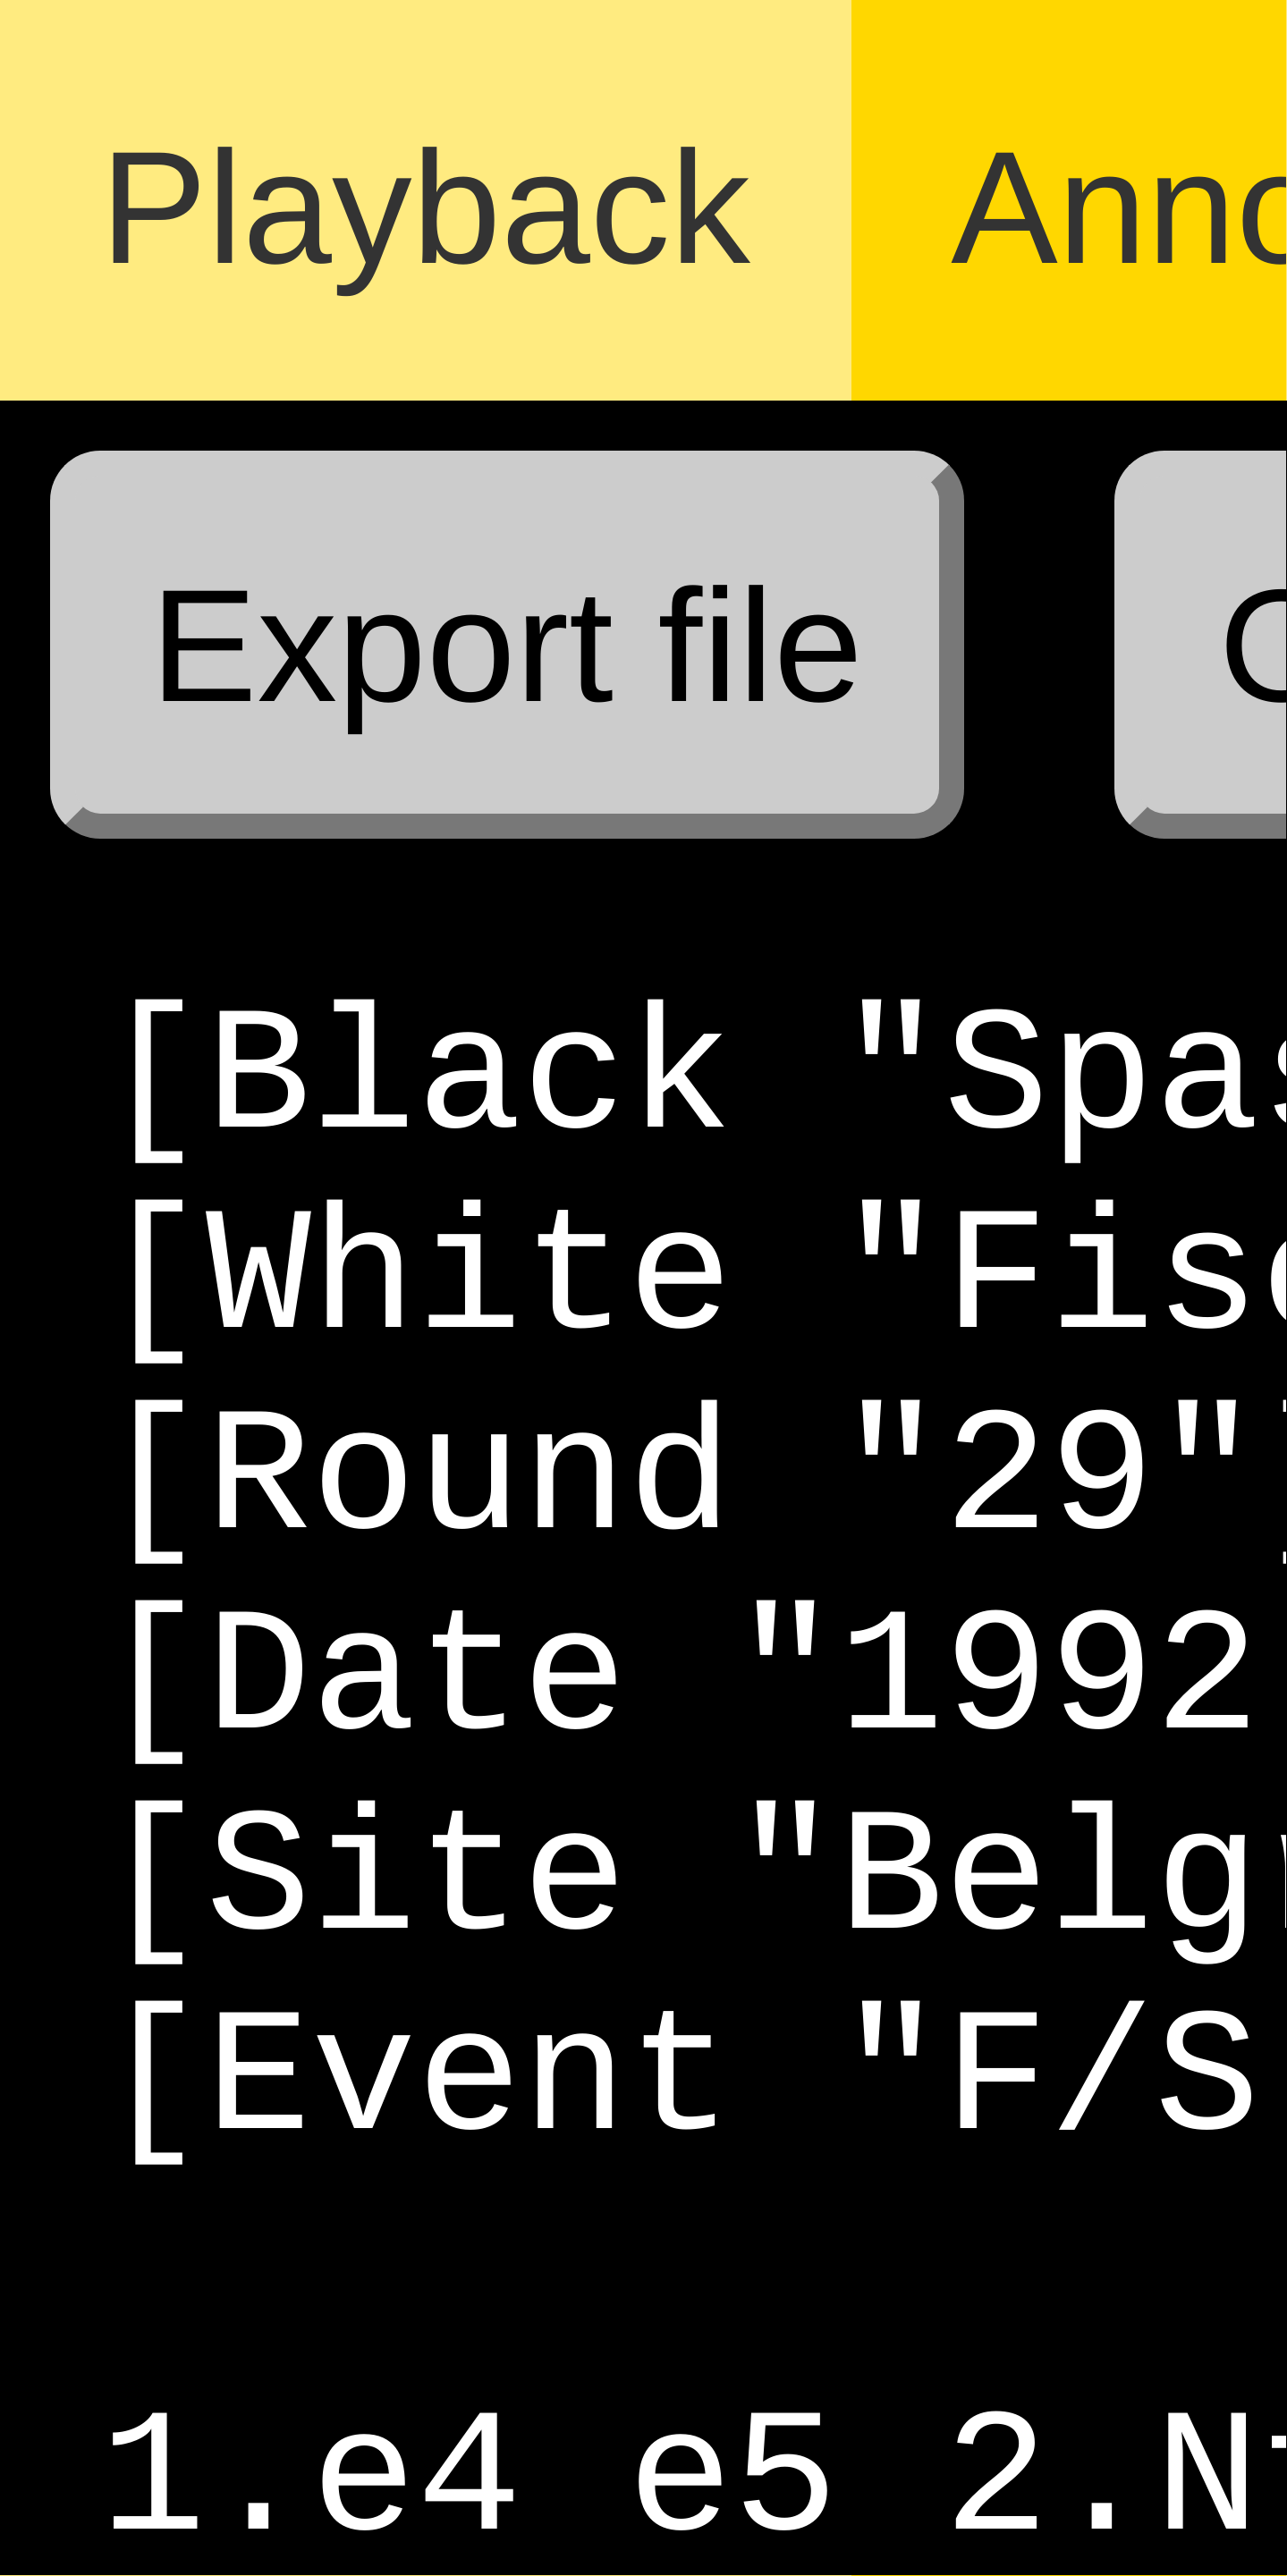 Playback Anno
Export file
[Black "Spas
[White "Fisc
[Round "29"]
[Date "1992
[Site "Belgr
[Event "F/S
1.e4 e5 2.Nf